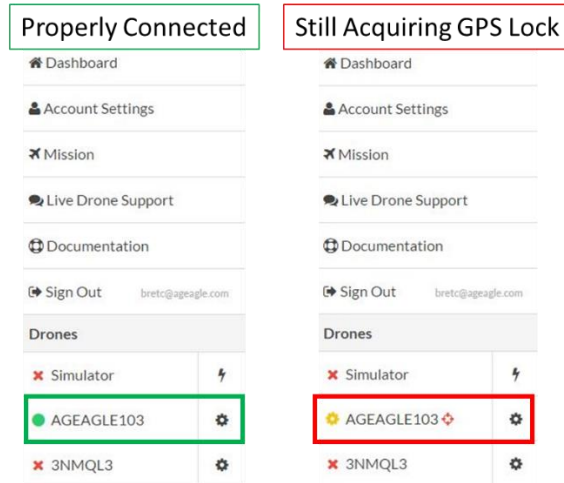 Properly Connected
Dashboard
Account Settings
Mission
Live Drone Support
Documentation
Sign Out bretc@ageagle.com
Drones
Simulator
AGEAGLE103
3NMQL3
Still Acquiring GPS Lock
Dashboard
Account Settings
Mission
Live Drone Support
Documentation
Sign Out bretc@ageagle.com
Drones
Simulator
AGEAGLE103
3NMQL3